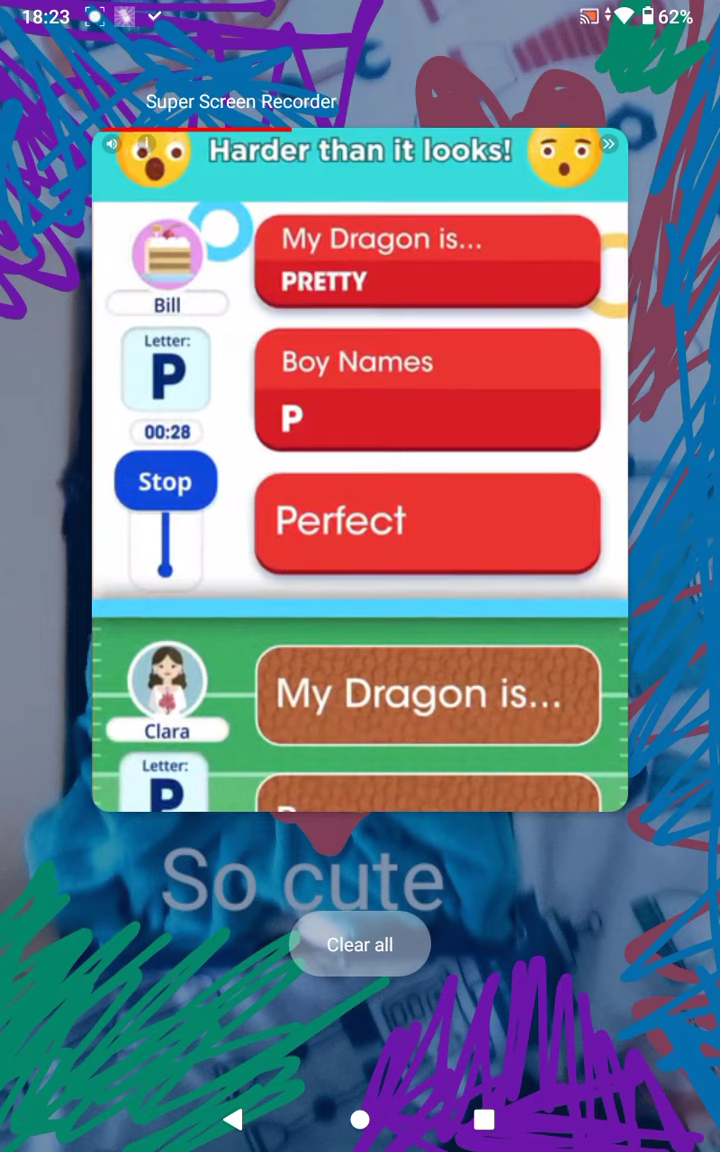 18:23
62%
Super Screen Recorder
Harder than it looks!
My Dragon is...
PRETTY
Bill
Letter:
P
Boy Names
P
00:28
Stop
Perfect
My Dragon is...
Clara
Letter:
P
So cute
Clear all